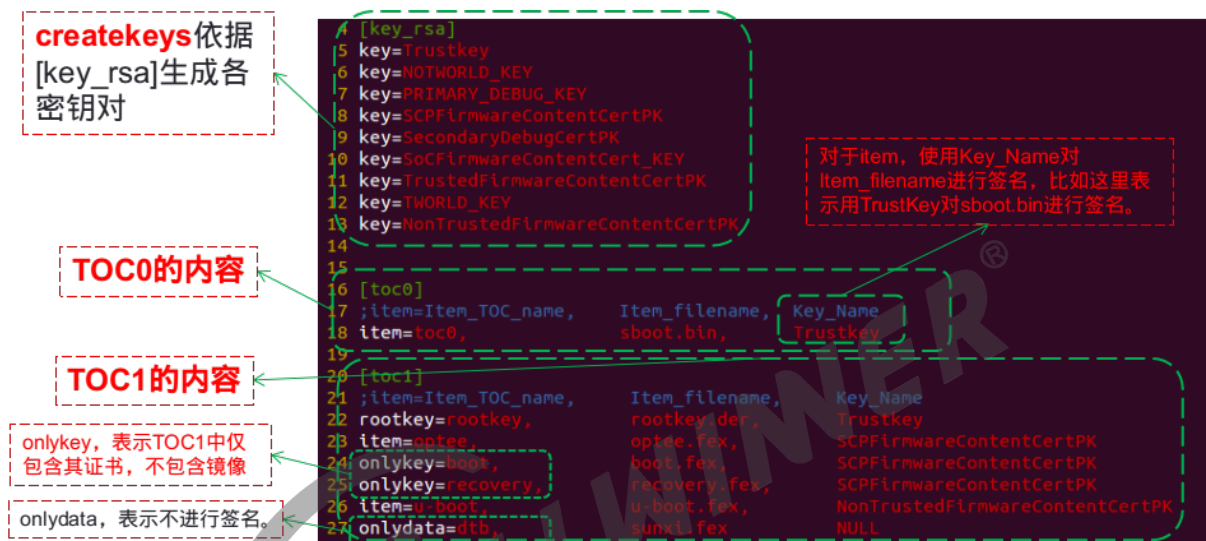 createkeys依据
[key_rsa]生成各
密钥对
4 [key_rsa]
5 key=Trustkey
6 key=NOTWORLD_KEY
7 key=PRIMARY_DEBUG_KEY
8 key=SCPFirmwareContentCertPK
9 key=SecondaryDebugCertPK
10 key=SoCFirmwareContentCert_KEY
11 key=TrustedFirmwareContentCertPK
12 key=TWORLD_KEY
13 key=NonTrustedFirmwareContentCertPK
14
15
对于item，使用Key_Name对
Item_filename进行签名，比如这里表
示用TrustKey对sboot.bin进行签名。
TOC0的内容
16 [toc0]
17 ;item=Item_TOC_name, Item_filename, Key_Name
18 item=toc0, sboot.bin, Trustkey
19
TOC1的内容
20 [toc1]
21 ;item=Item_TOC_name, Item_filename, Key_Name
22 rootkey=rootkey, rootkey.der, Trustkey
23 item=optee, optee.fex, SCPFirmwareContentCertPK
24 onlykey=boot, boot.fex, SCPFirmwareContentCertPK
25 onlykey=recovery, recovery.fex, SCPFirmwareContentCertPK
26 item=u-boot, u-boot.fex, NonTrustedFirmwareContentCertPK
27 onlydata=dtb, sunxi.fex NULL
onlykey，表示TOC1中仅
包含其证书，不包含镜像
onlydata，表示不进行签名。
WINNER®